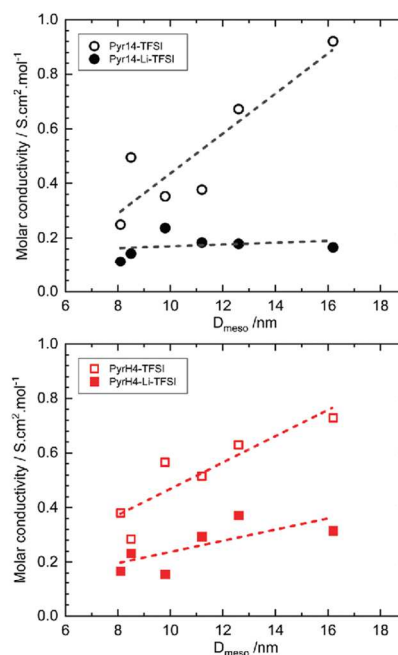 Pyr14-TFSI
Pyr14-Li-TFSI
Molar conductivity / S.cm².mol⁻¹
1.0
0.8
0.6
0.4
0.2
0.0
6 8 10 12 14 16 18
Dmeso /nm
PyrH4-TFSI
PyrH4-Li-TFSI
Molar conductivity / S.cm².mol⁻¹
1.0
0.8
0.6
0.4
0.2
0.0
6 8 10 12 14 16 18
Dmeso /nm